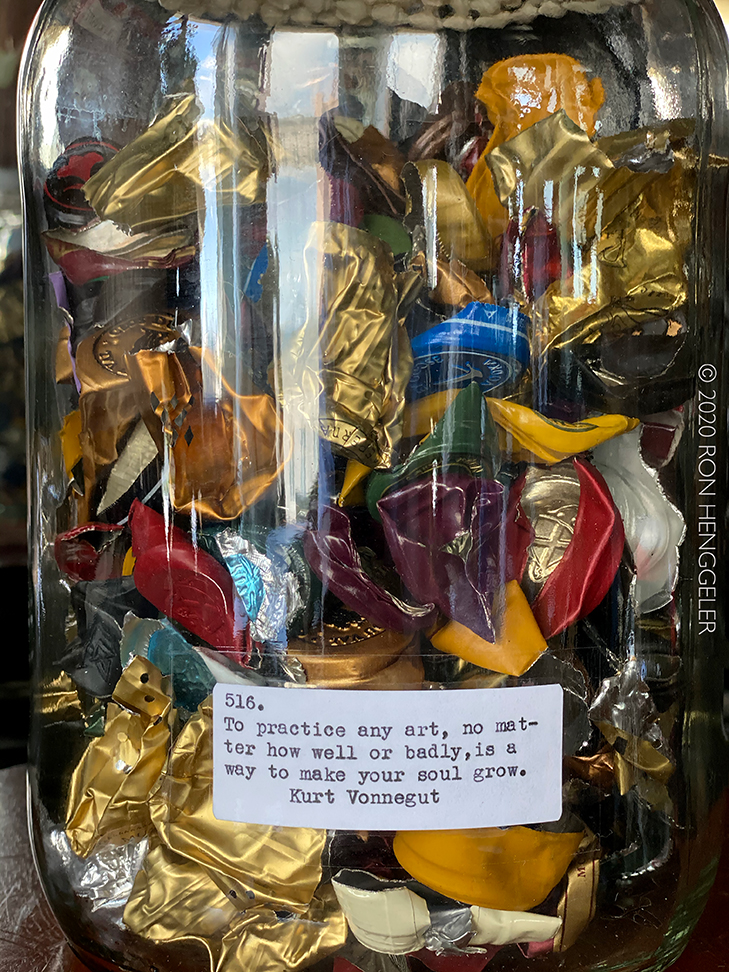 516.
To practice any art, no mat-
ter how well or badly,is a
way to make your soul grow.
Kurt Vonnegut
© 2020 RON HENGGELER